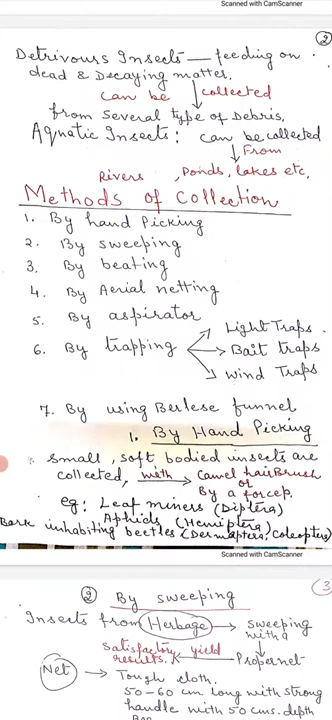 Scanned with CamScanner
2
Detrivours Insects — feeding on
dead & Decaying matter.
can be collected
from several type of Debris,
Aquatic Insects: can be collected
From
Rivers, Ponds, lakes etc,
Methods of Collection
1. By hand Picking
2. By sweeping
3. By beating
4. By Aerial netting
5. By aspirator
6. By trapping → Light Traps.
→ Bait traps
→ Wind Traps
7. By using Berlese funnel
1. By Hand Picking
small, soft bodied insects are
collected, with → Camel hairBrush
or
By a forcep.
eg: Leaf miners (Diptera)
Aphids (Hemiptera)
Bark inhabiting beetles (Dermaptera, coleoptera)
Scanned with CamScanner
Scanned with CamScanner
3
2 By sweeping
Insects from Herbage → sweeping
with a
satisfactory yield
results, ← Propernet
Net → Tough cloth.
50-60 cm long with strong
handle with 50 cms. depth